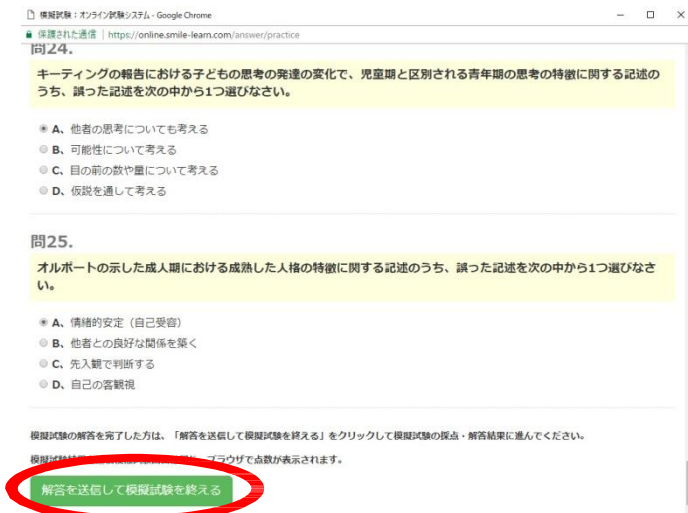 模擬試験：オンライン試験システム - Google Chrome
保護された通信 | https://online.smile-learn.com/answer/practice
問24.
キーティングの報告における子どもの思考の発達の変化で、児童期と区別される青年期の思考の特徴に関する記述の
うち、誤った記述を次の中から1つ選びなさい。
A、他者の思考についても考える
B、可能性について考える
C、目の前の数や量について考える
D、仮説を通して考える
問25.
オルポートの示した成人期における成熟した人格の特徴に関する記述のうち、誤った記述を次の中から1つ選びなさ
い。
A、情緒的安定（自己受容）
B、他者との良好な関係を築く
C、先入観で判断する
D、自己の客観視
模擬試験の解答を完了した方は、「解答を送信して模擬試験を終える」をクリックして模擬試験の採点・解答結果に進んでください。
模擬試験 ブラウザで点数が表示されます。
解答を送信して模擬試験を終える